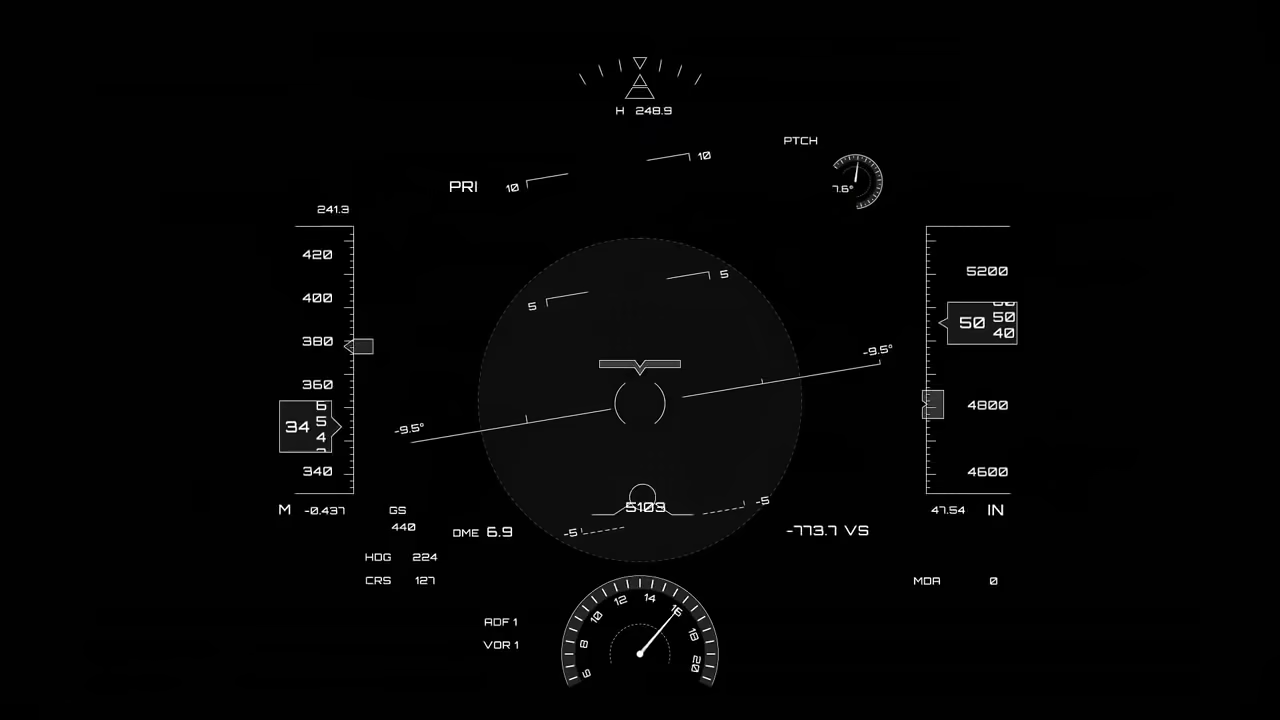 H 248.9
PTCH
10
PRI
10
7.6°
241.3
420
400
380
360
340
6
34 5
4
5
5
5200
50
50
40
4800
4600
-9.5°
-9.5°
M -0.437
GS
440
5103
-5
-5
DME 6.9
-773.7 VS
47.54 IN
HDG 224
CRS 127
MDA 0
ADF 1
VOR 1
6 8 10 12 14 16 18 20